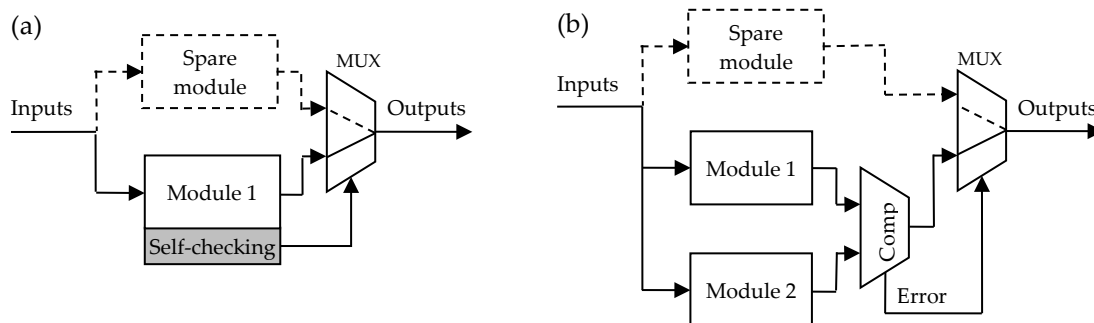 (a)
Spare
module
MUX
Inputs
Outputs
Module 1
Self-checking
(b)
Spare
module
MUX
Inputs
Outputs
Module 1
Comp
Module 2
Error